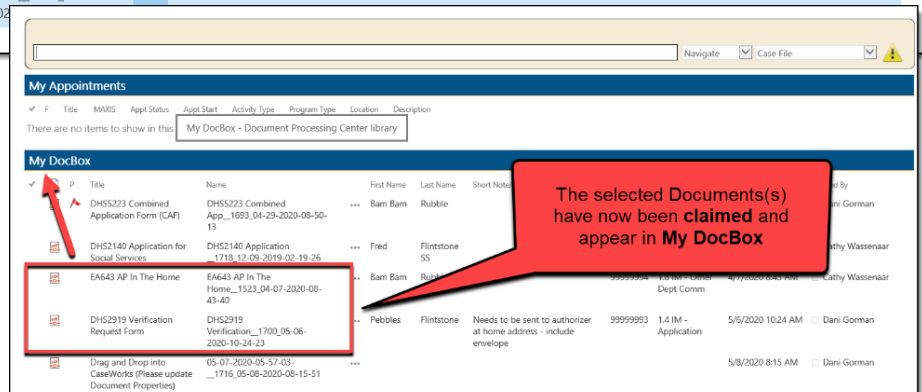 02
Navigate Case File
My Appointments
F Title MAXIS Appt Status Appt Start Activity Type Program Type Location Description
There are no items to show in this
My DocBox - Document Processing Center library
My DocBox
P Title Name First Name Last Name Short Note
DHS5223 Combined DHS5223 Combined ... Bam Bam Rubble Dani Gorman
Application Form (CAF) App__1693_04-29-2020-08-50-
13
The selected Documents(s)
have now been claimed and
appear in My DocBox
DHS2140 Application for DHS2140 Application ... Fred Flintstone Cathy Wassenaar
Social Services __1718_12-09-2019-02-19-26 SS
EA643 AP In The Home EA643 AP In The ... Bam Bam 99999994 1.8 IM - Other 4/7/2020 8:43 AM Cathy Wassenaar
Home__1523_04-07-2020-08- Dept Comm
43-40
DHS2919 Verification DHS2919 ... Pebbles Flintstone Needs to be sent to authorizer 99999993 1.4 IM - 5/6/2020 10:24 AM Dani Gorman
Request Form Verification__1700_05-06- at home address - include Application
2020-10-24-23 envelope
Drag and Drop into 05-07-2020-05-57-03- ... 5/8/2020 8:15 AM Dani Gorman
CaseWorks (Please update __1716_05-08-2020-08-15-51
Document Properties)